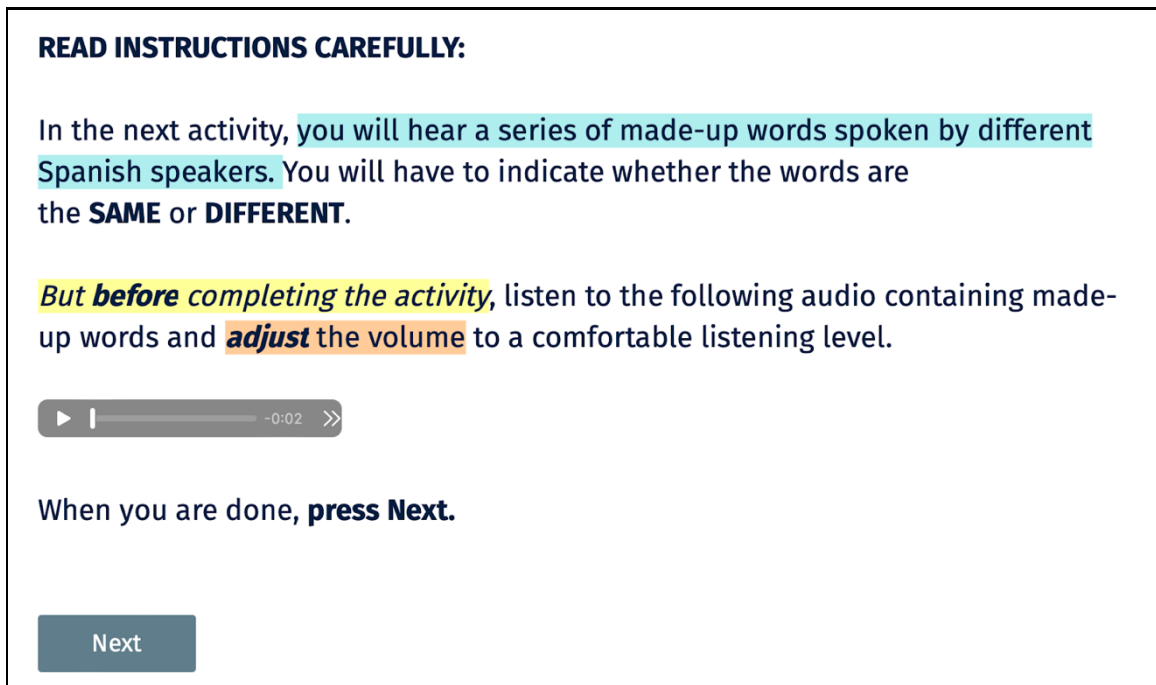 READ INSTRUCTIONS CAREFULLY:
In the next activity, you will hear a series of made-up words spoken by different
Spanish speakers. You will have to indicate whether the words are
the SAME or DIFFERENT.
But before completing the activity, listen to the following audio containing made-
up words and adjust the volume to a comfortable listening level.
-0:02
When you are done, press Next.
Next